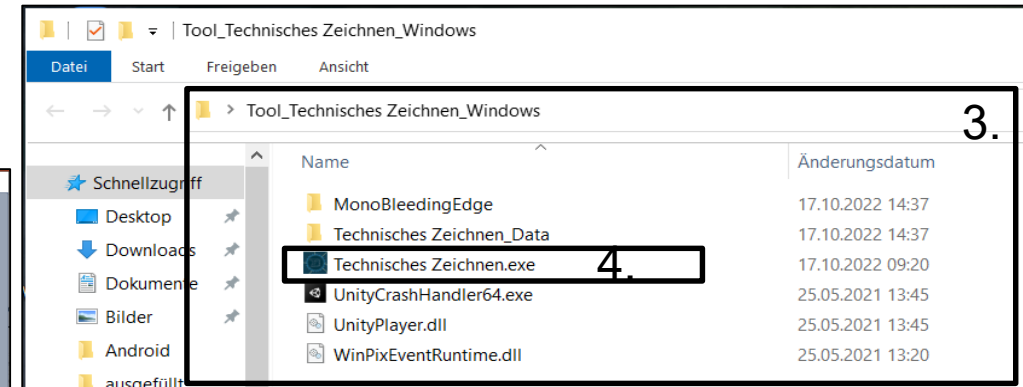 Tool_Technisches Zeichnen_Windows
Datei Start Freigeben Ansicht
Tool_Technisches Zeichnen_Windows
3.
Name Änderungsdatum
Schnellzugriff
Desktop
Downloads
Dokumente
Bilder
Android
ausgefüllt
MonoBleedingEdge 17.10.2022 14:37
Technisches Zeichnen_Data 17.10.2022 14:37
Technisches Zeichnen.exe 4. 17.10.2022 09:20
UnityCrashHandler64.exe 25.05.2021 13:45
UnityPlayer.dll 25.05.2021 13:45
WinPixEventRuntime.dll 25.05.2021 13:20